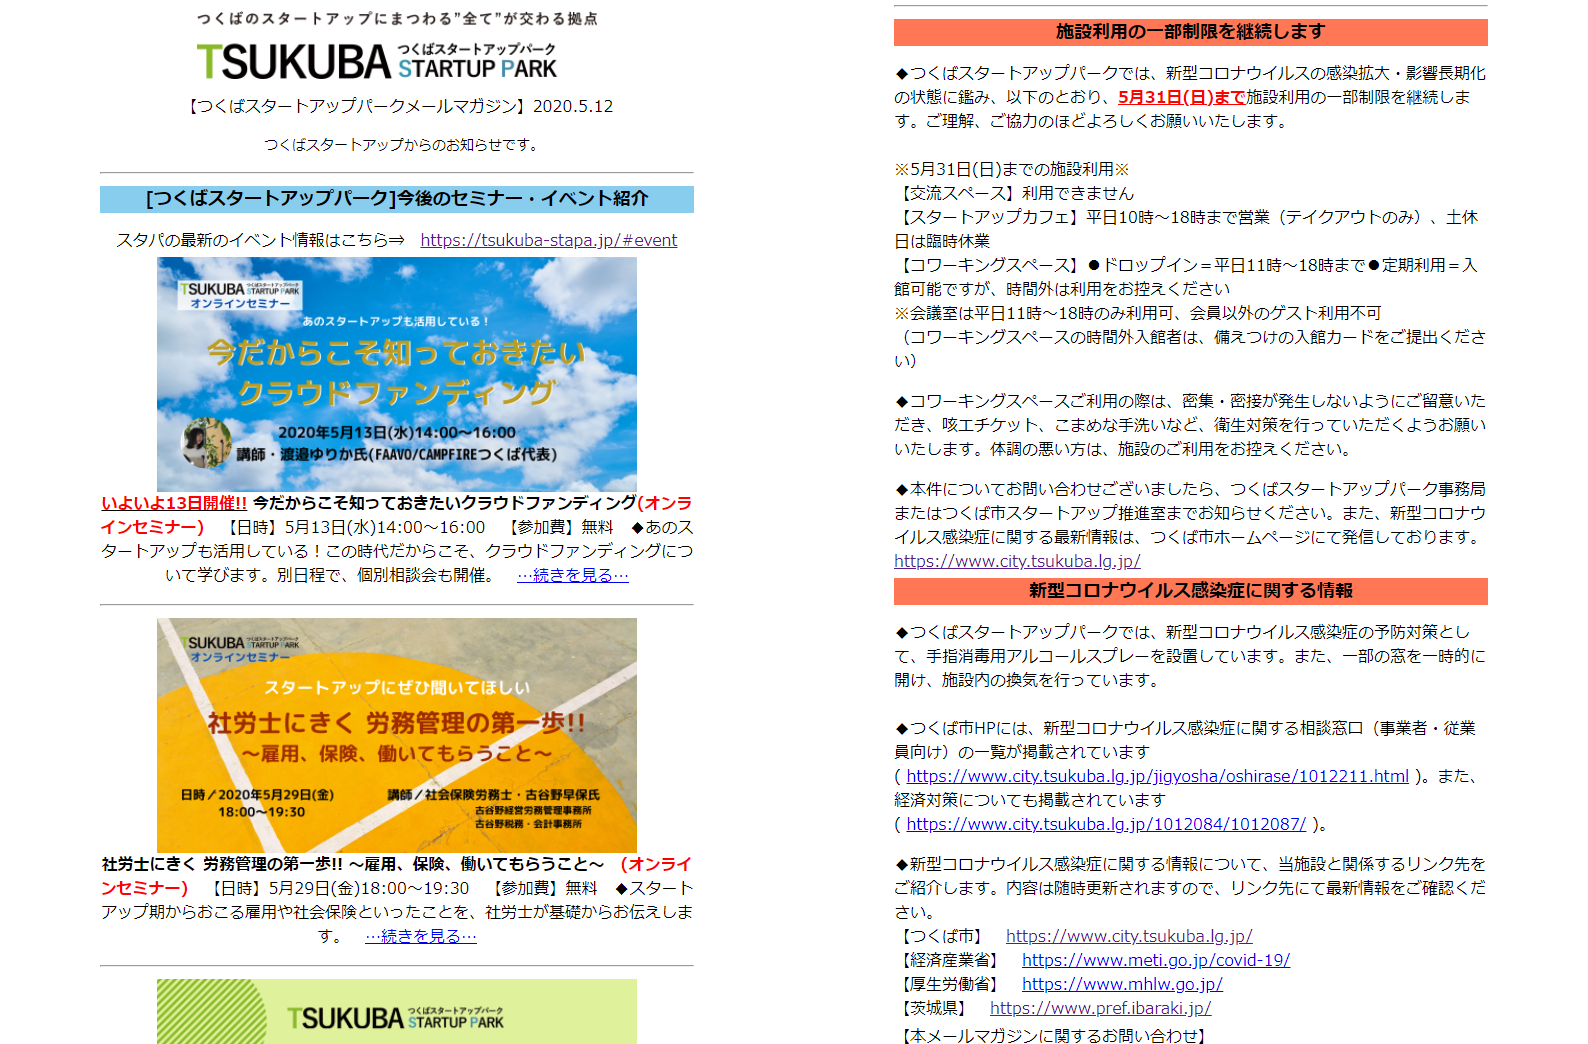 つくばのスタートアップにまつわる”全て”が交わる拠点
TSUKUBA つくばスタートアップパーク STARTUP PARK
【つくばスタートアップパークメールマガジン】2020.5.12
つくばスタートアップからのお知らせです。
[つくばスタートアップパーク]今後のセミナー・イベント紹介
スタパの最新のイベント情報はこちら⇒ https://tsukuba-stapa.jp/#event
TSUKUBA つくばスタートアップパーク STARTUP PARK
オンラインセミナー
あのスタートアップも活用している！
今だからこそ知っておきたい
クラウドファンディング
2020年5月13日(水)14:00〜16:00
講師・渡邉ゆりか氏(FAAVO/CAMPFIREつくば代表)
いよいよ13日開催!! 今だからこそ知っておきたいクラウドファンディング(オンラ
インセミナー) 【日時】5月13日(水)14:00〜16:00 【参加費】無料 ◆あのス
タートアップも活用している！この時代だからこそ、クラウドファンディングにつ
いて学びます。別日程で、個別相談会も開催。 …続きを見る…
TSUKUBA つくばスタートアップパーク STARTUP PARK
オンラインセミナー
スタートアップにぜひ聞いてほしい
社労士にきく 労務管理の第一歩!!
〜雇用、保険、働いてもらうこと〜
日時／2020年5月29日(金)
18:00〜19:30
講師／社会保険労務士・古谷野早保氏
古谷野経営労務管理事務所
古谷野税務・会計事務所
社労士にきく 労務管理の第一歩!! 〜雇用、保険、働いてもらうこと〜 (オンライ
ンセミナー) 【日時】5月29日(金)18:00〜19:30 【参加費】無料 ◆スタート
アップ期からおこる雇用や社会保険といったことを、社労士が基礎からお伝えしま
す。 …続きを見る…
TSUKUBA つくばスタートアップパーク STARTUP PARK
施設利用の一部制限を継続します
◆つくばスタートアップパークでは、新型コロナウイルスの感染拡大・影響長期化
の状態に鑑み、以下のとおり、5月31日(日)まで施設利用の一部制限を継続しま
す。ご理解、ご協力のほどよろしくお願いいたします。
※5月31日(日)までの施設利用※
【交流スペース】利用できません
【スタートアップカフェ】平日10時〜18時まで営業（テイクアウトのみ）、土休
日は臨時休業
【コワーキングスペース】●ドロップイン＝平日11時〜18時まで●定期利用＝入
館可能ですが、時間外は利用をお控えください
※会議室は平日11時〜18時のみ利用可、会員以外のゲスト利用不可
（コワーキングスペースの時間外入館者は、備えつけの入館カードをご提出くださ
い）
◆コワーキングスペースご利用の際は、密集・密接が発生しないようにご留意いた
だき、咳エチケット、こまめな手洗いなど、衛生対策を行っていただくようお願い
いたします。体調の悪い方は、施設のご利用をお控えください。
◆本件についてお問い合わせございましたら、つくばスタートアップパーク事務局
またはつくば市スタートアップ推進室までお知らせください。また、新型コロナウ
イルス感染症に関する最新情報は、つくば市ホームページにて発信しております。
https://www.city.tsukuba.lg.jp/
新型コロナウイルス感染症に関する情報
◆つくばスタートアップパークでは、新型コロナウイルス感染症の予防対策とし
て、手指消毒用アルコールスプレーを設置しています。また、一部の窓を一時的に
開け、施設内の換気を行っています。
◆つくば市HPには、新型コロナウイルス感染症に関する相談窓口（事業者・従業
員向け）の一覧が掲載されています
( https://www.city.tsukuba.lg.jp/jigyosha/oshirase/1012211.html )。また、
経済対策についても掲載されています
( https://www.city.tsukuba.lg.jp/1012084/1012087/ )。
◆新型コロナウイルス感染症に関する情報について、当施設と関係するリンク先を
ご紹介します。内容は随時更新されますので、リンク先にて最新情報をご確認くだ
さい。
【つくば市】 https://www.city.tsukuba.lg.jp/
【経済産業省】 https://www.meti.go.jp/covid-19/
【厚生労働省】 https://www.mhlw.go.jp/
【茨城県】 https://www.pref.ibaraki.jp/
【本メールマガジンに関するお問い合わせ】